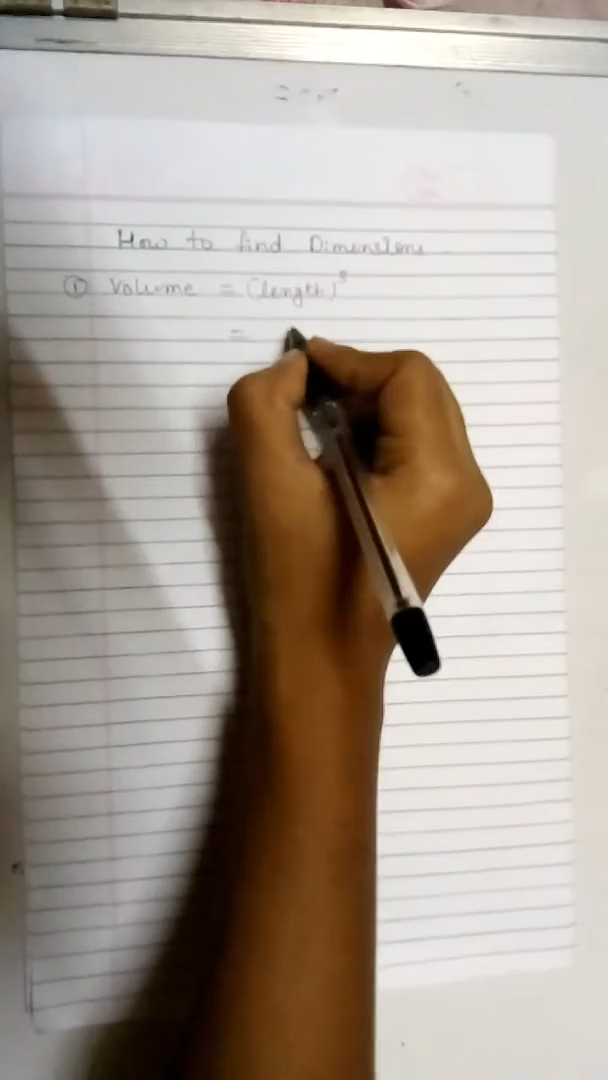 How to find Dimensions
① Volume = (length)³
=